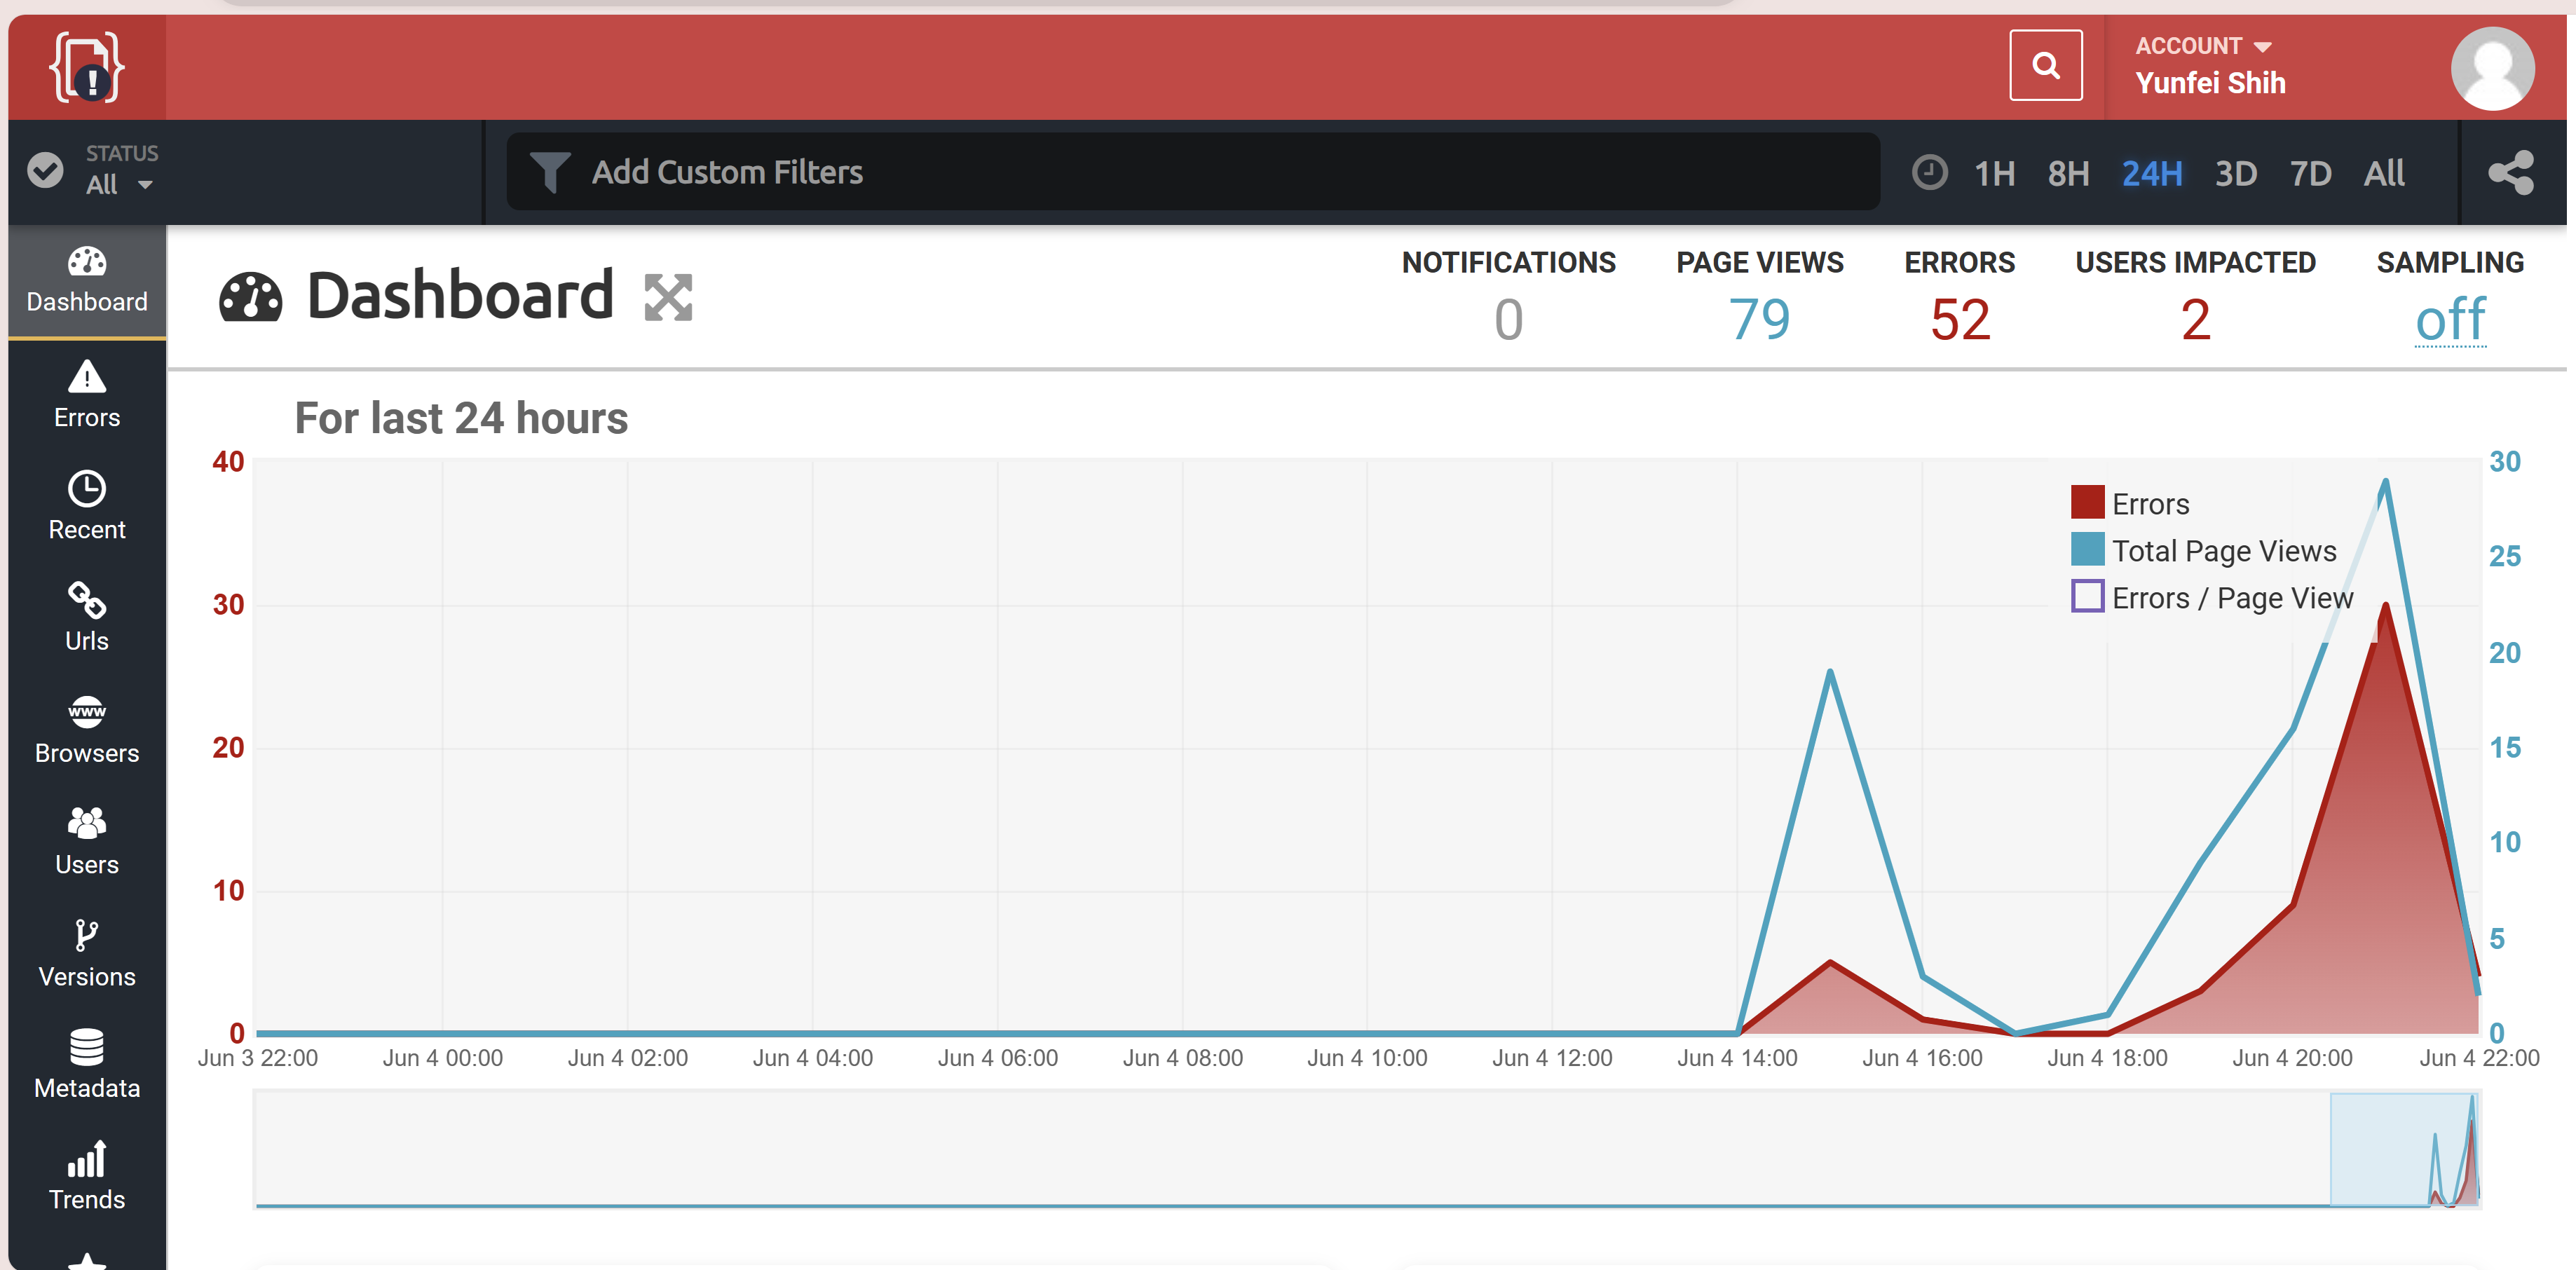 ACCOUNT
Yunfei Shih
STATUS
All
Add Custom Filters
1H 8H 24H 3D 7D All
Dashboard
Errors
Recent
Urls
www
Browsers
Users
Versions
Metadata
Trends
Dashboard
NOTIFICATIONS
0
PAGE VIEWS
79
ERRORS
52
USERS IMPACTED
2
SAMPLING
off
For last 24 hours
40
30
20
10
0
Errors
Total Page Views
Errors / Page View
30
25
20
15
10
5
0
Jun 3 22:00 Jun 4 00:00 Jun 4 02:00 Jun 4 04:00 Jun 4 06:00 Jun 4 08:00 Jun 4 10:00 Jun 4 12:00 Jun 4 14:00 Jun 4 16:00 Jun 4 18:00 Jun 4 20:00 Jun 4 22:00